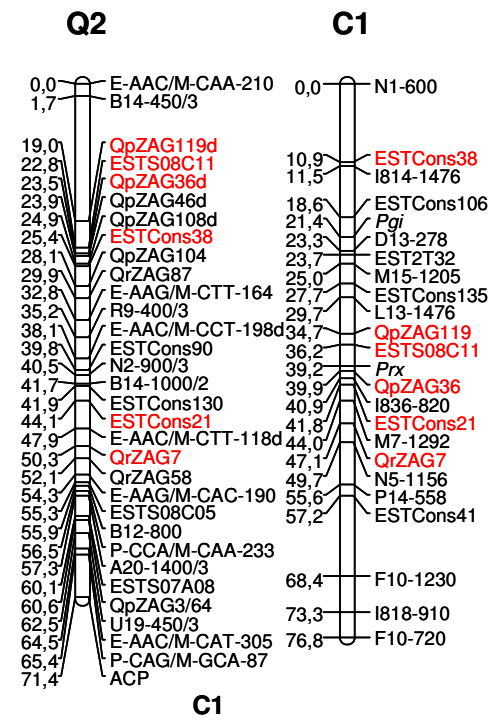 Q2
0,0 E-AAC/M-CAA-210
1,7 B14-450/3
19,0 QpZAG119d
22,8 ESTS08C11
23,5 QpZAG36d
23,9 QpZAG46d
24,9 QpZAG108d
25,4 ESTCons38
28,1 QpZAG104
29,9 QrZAG87
32,8 E-AAG/M-CTT-164
35,2 R9-400/3
38,1 E-AAC/M-CCT-198d
39,8 ESTCons90
40,5 N2-900/3
41,7 B14-1000/2
41,9 ESTCons130
44,1 ESTCons21
47,9 E-AAC/M-CTT-118d
50,3 QrZAG7
52,1 QrZAG58
54,3 E-AAG/M-CAC-190
55,3 ESTS08C05
55,9 B12-800
56,5 P-CCA/M-CAA-233
57,3 A20-1400/3
60,1 ESTS07A08
60,6 QpZAG3/64
62,5 U19-450/3
64,5 E-AAC/M-CAT-305
65,4 P-CAG/M-GCA-87
71,4 ACP
C1
0,0 N1-600
10,9 ESTCons38
11,5 I814-1476
18,6 ESTCons106
21,4 Pgi
23,3 D13-278
23,7 EST2T32
25,0 M15-1205
27,7 ESTCons135
29,7 L13-1476
34,7 QpZAG119
36,2 ESTS08C11
39,2 Prx
39,9 QpZAG36
40,9 I836-820
41,8 ESTCons21
44,0 M7-1292
47,1 QrZAG7
49,7 N5-1156
55,6 P14-558
57,2 ESTCons41
68,4 F10-1230
73,3 I818-910
76,8 F10-720
C1